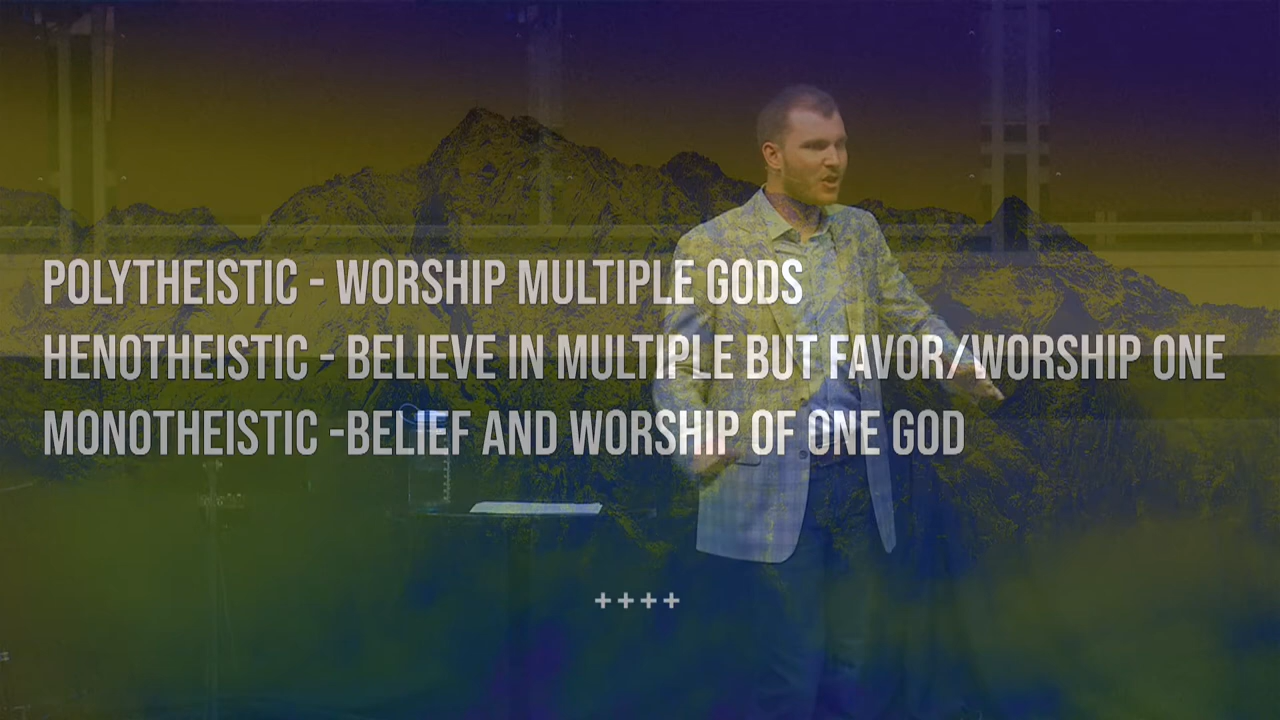 POLYTHEISTIC - WORSHIP MULTIPLE GODS
HENOTHEISTIC - BELIEVE IN MULTIPLE BUT FAVOR/WORSHIP ONE
MONOTHEISTIC -BELIEF AND WORSHIP OF ONE GOD
++++